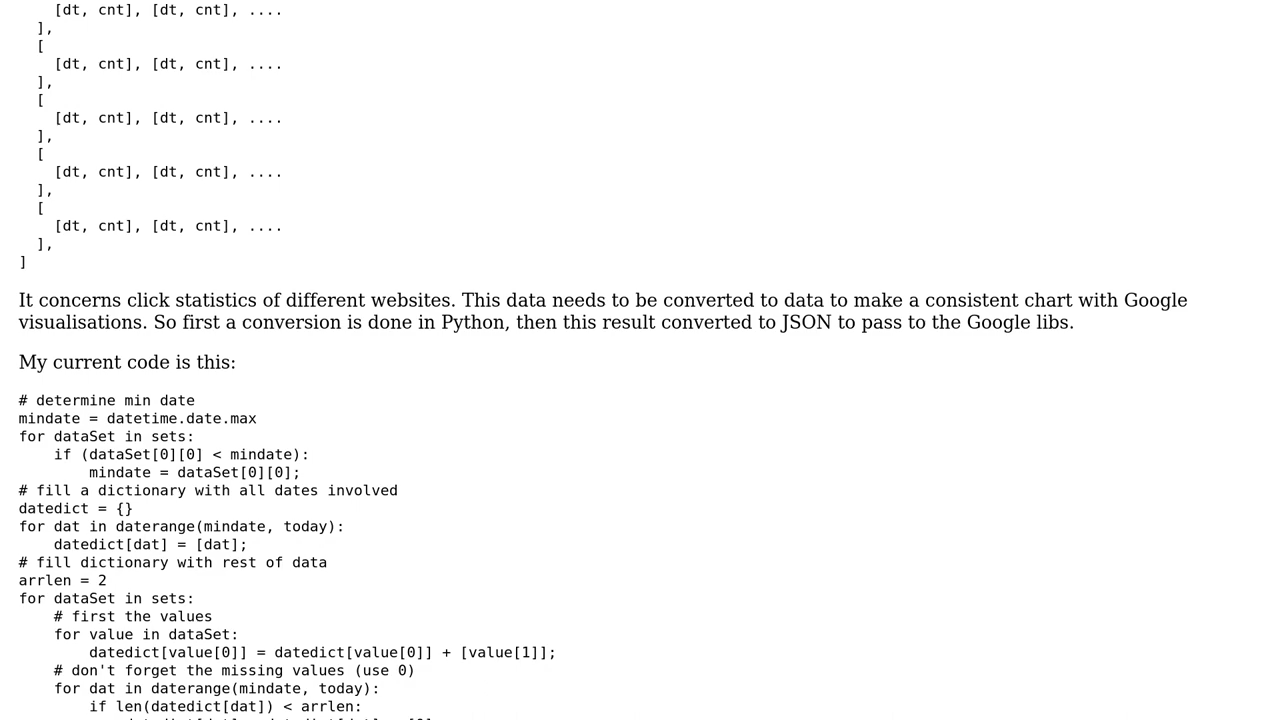 [dt, cnt], [dt, cnt], ....
],
[
[dt, cnt], [dt, cnt], ....
],
[
[dt, cnt], [dt, cnt], ....
],
[
[dt, cnt], [dt, cnt], ....
],
[
[dt, cnt], [dt, cnt], ....
],
]
It concerns click statistics of different websites. This data needs to be converted to data to make a consistent chart with Google
visualisations. So first a conversion is done in Python, then this result converted to JSON to pass to the Google libs.
My current code is this:
# determine min date
mindate = datetime.date.max
for dataSet in sets:
    if (dataSet[0][0] < mindate):
        mindate = dataSet[0][0];
# fill a dictionary with all dates involved
datedict = {}
for dat in daterange(mindate, today):
    datedict[dat] = [dat];
# fill dictionary with rest of data
arrlen = 2
for dataSet in sets:
    # first the values
    for value in dataSet:
        datedict[value[0]] = datedict[value[0]] + [value[1]];
    # don't forget the missing values (use 0)
    for dat in daterange(mindate, today):
        if len(datedict[dat]) < arrlen: